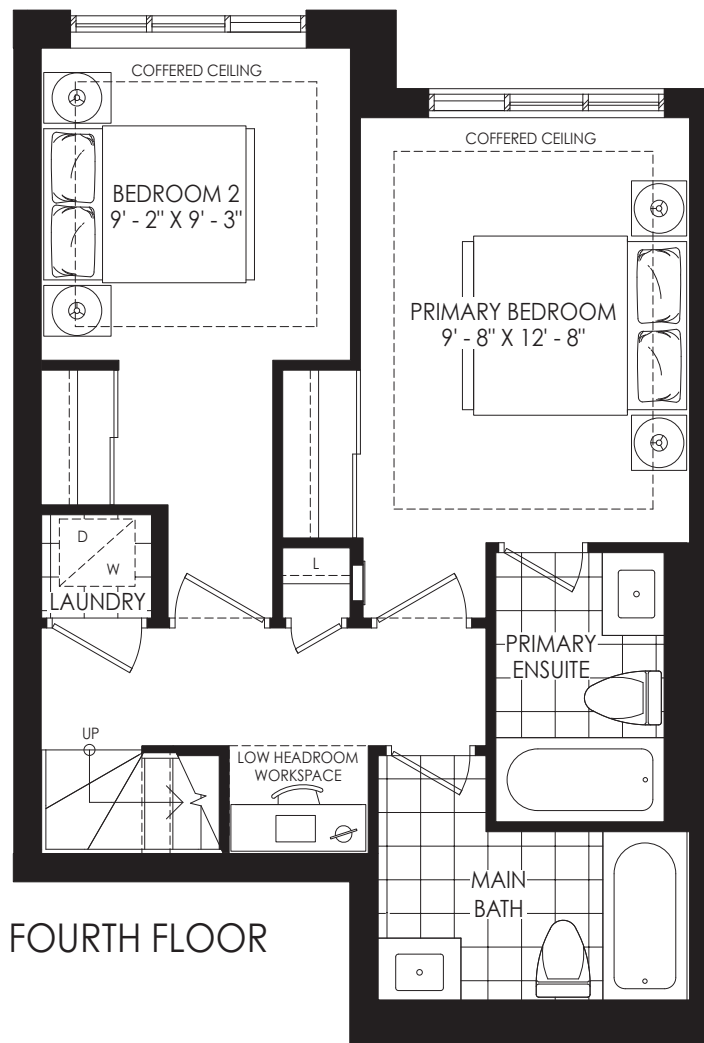 COFFERED CEILING
BEDROOM 2
9' - 2" X 9' - 3"
COFFERED CEILING
PRIMARY BEDROOM
9' - 8" X 12' - 8"
D
W
LAUNDRY
L
PRIMARY
ENSUITE
UP
LOW HEADROOM
WORKSPACE
MAIN
BATH
FOURTH FLOOR